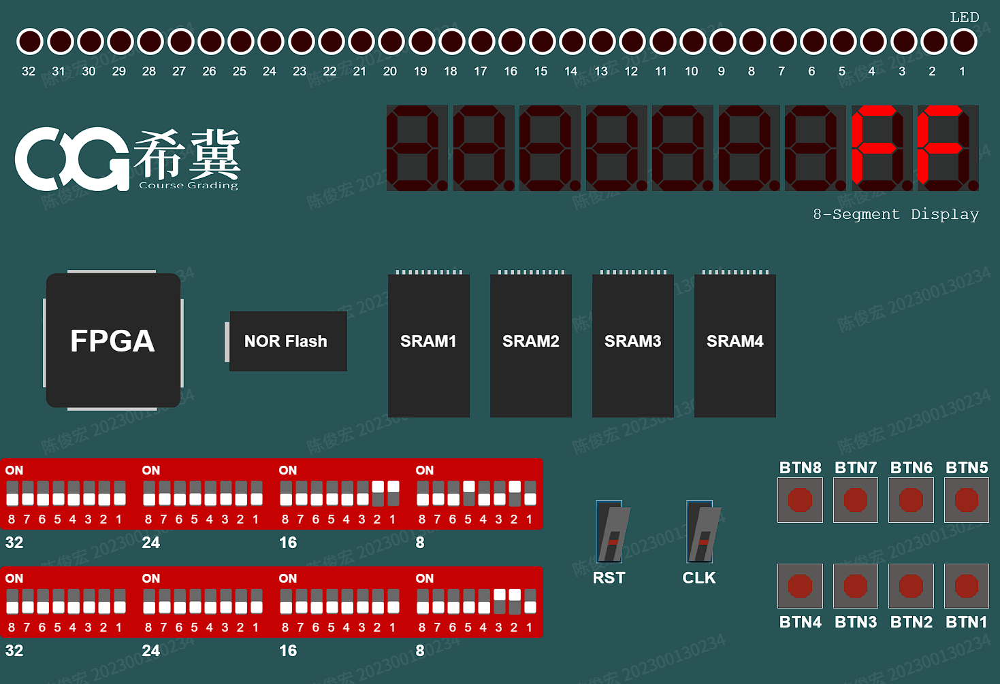 LED
32 31 30 29 28 27 26 25 24 23 22 21 20 19 18 17 16 15 14 13 12 11 10 9 8 7 6 5 4 3 2 1
FF
希冀
Course Grading
8-Segment Display
FPGA
NOR Flash
SRAM1
SRAM2
SRAM3
SRAM4
ON ON ON ON
8 7 6 5 4 3 2 1 8 7 6 5 4 3 2 1 8 7 6 5 4 3 2 1 8 7 6 5 4 3 2 1
32 24 16 8
ON ON ON ON
8 7 6 5 4 3 2 1 8 7 6 5 4 3 2 1 8 7 6 5 4 3 2 1 8 7 6 5 4 3 2 1
32 24 16 8
RST
CLK
BTN8 BTN7 BTN6 BTN5
BTN4 BTN3 BTN2 BTN1
陈俊宏 202300130234